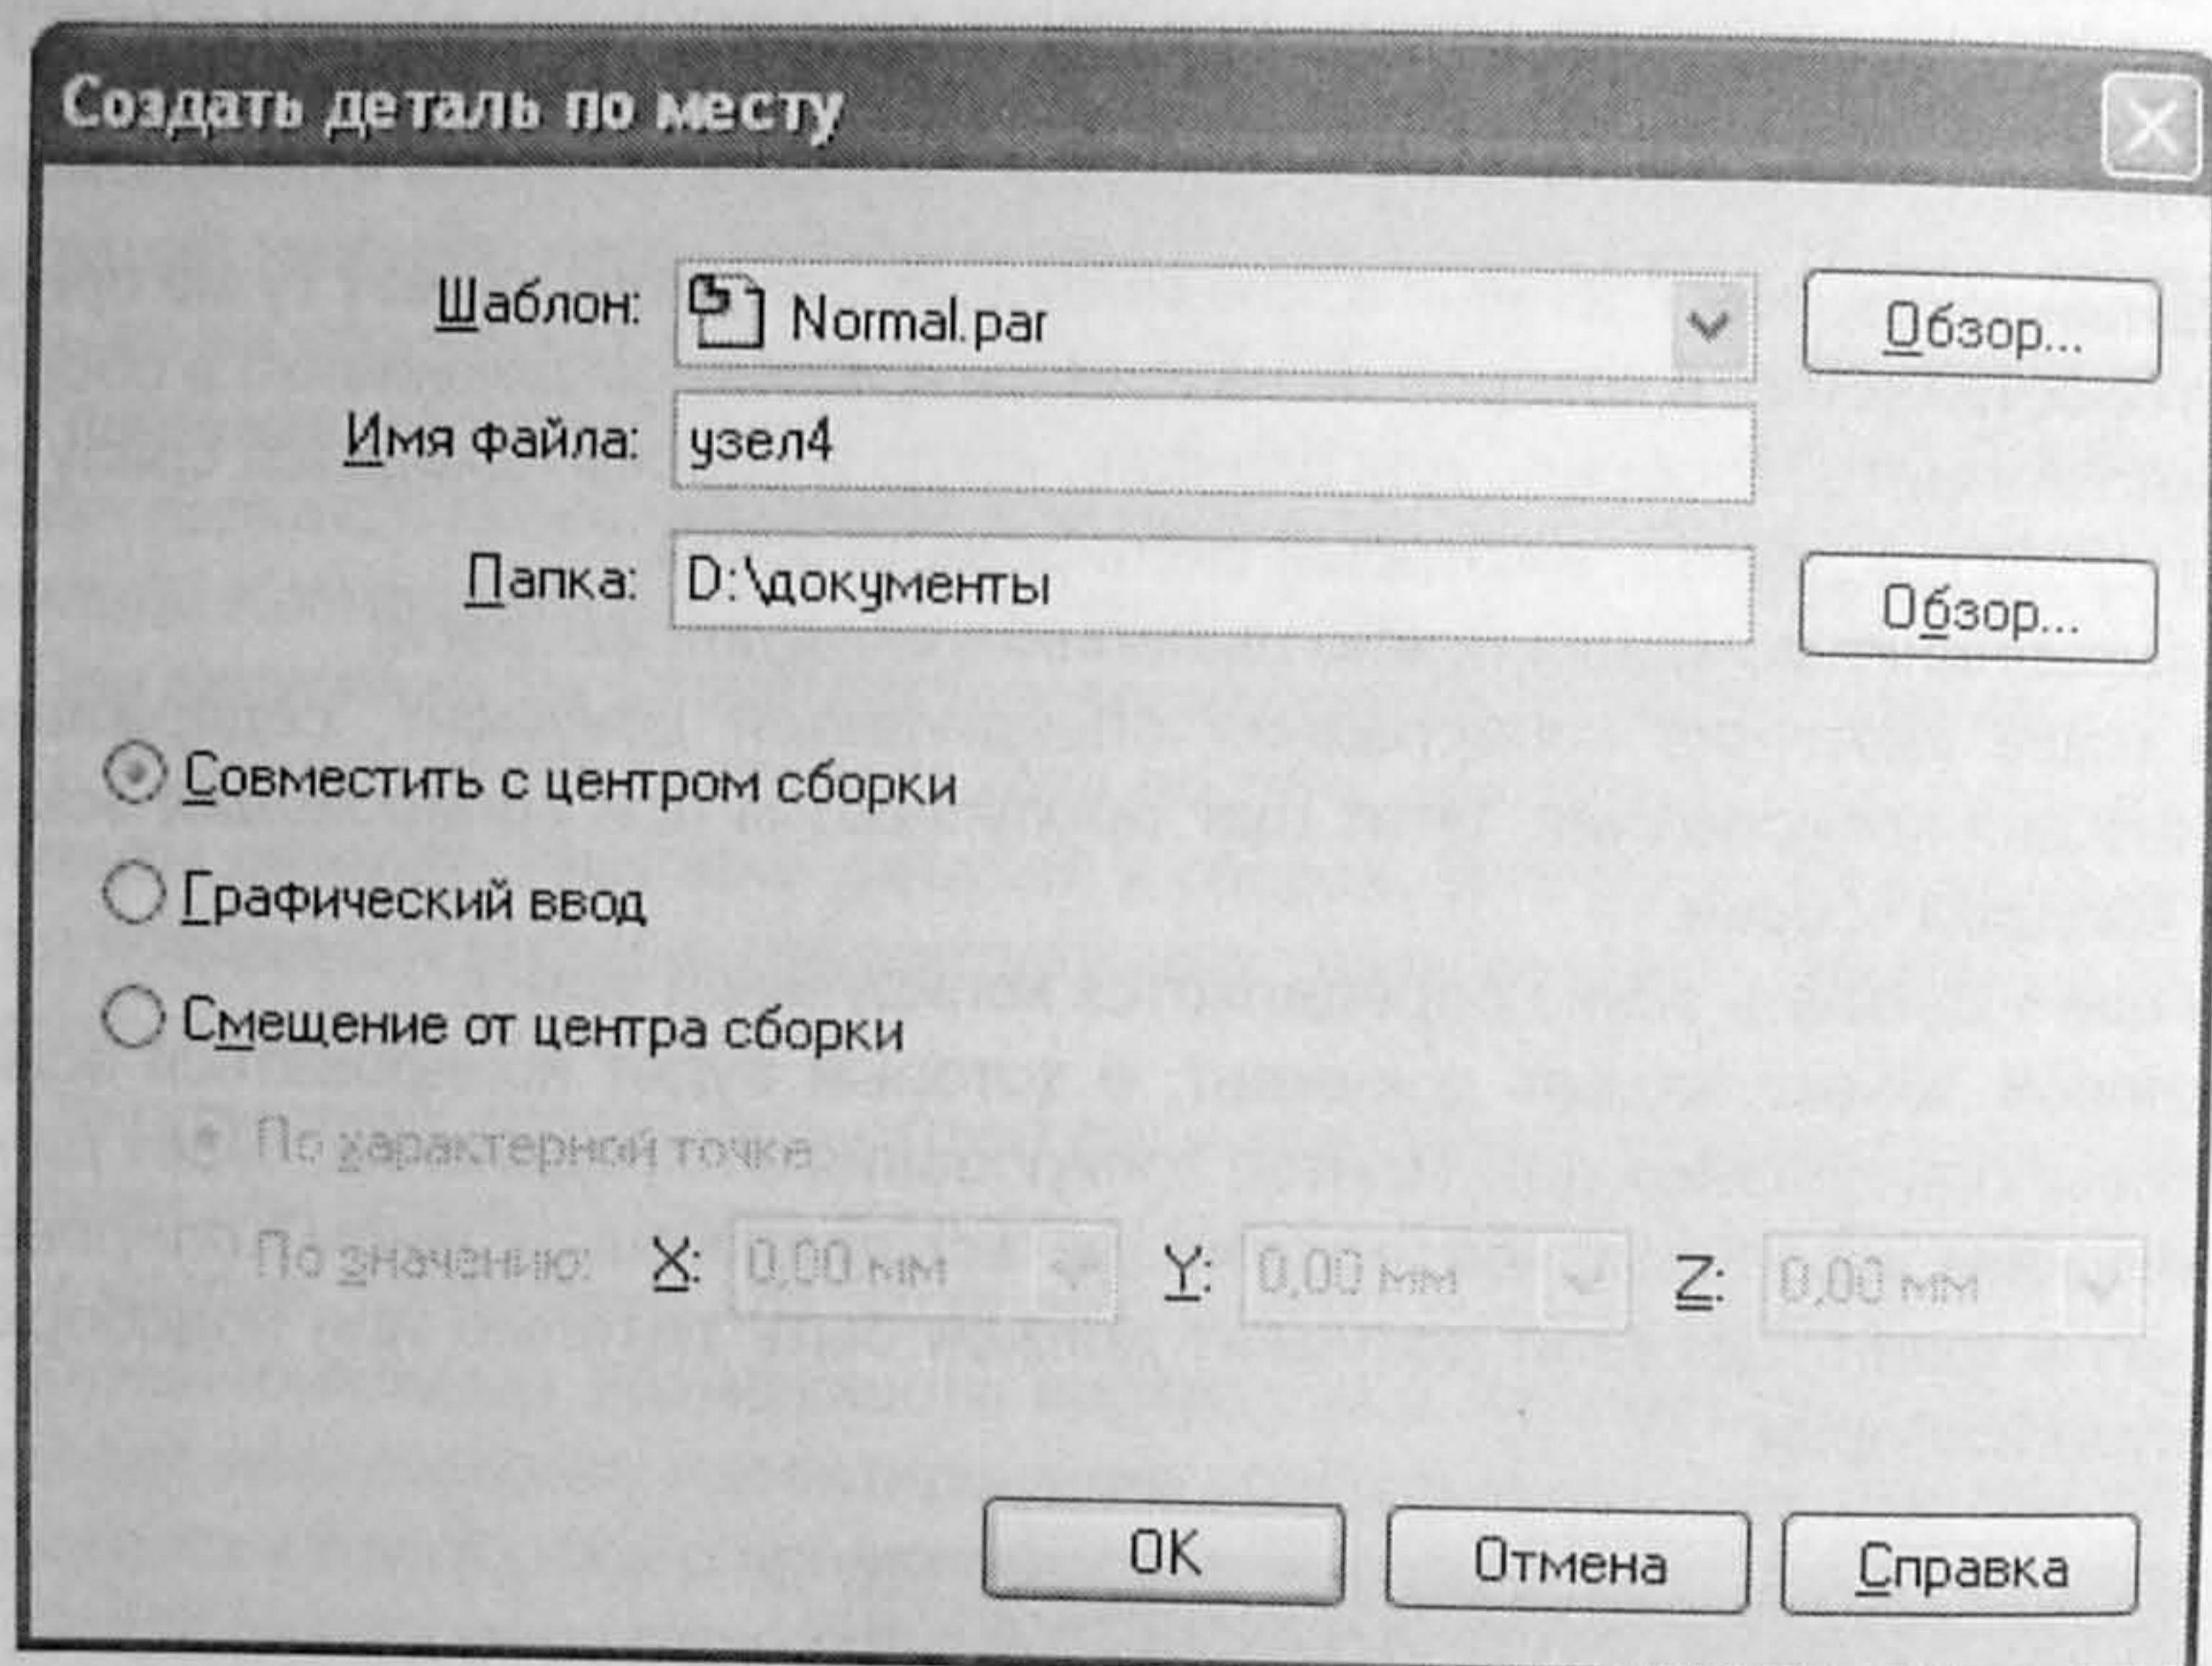 Создать деталь по месту
Шаблон: Normal.par Обзор...
Имя файла: узел4
Папка: D:\документы Обзор...
Совместить с центром сборки
Графический ввод
Смещение от центра сборки
По характерной точке
По значению: X: 0,00 мм Y: 0,00 мм Z: 0,00 мм
OK Отмена Справка